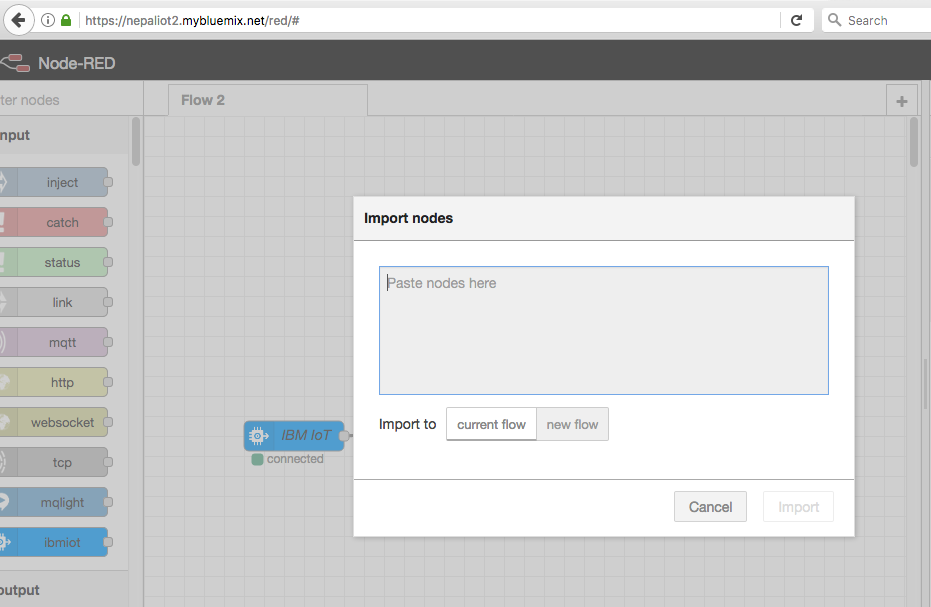 https://nepaliot2.mybluemix.net/red/#
Search
Node-RED
ter nodes
Flow 2
+
nput
inject
catch
status
link
mqtt
http
websocket
tcp
mqlight
ibmiot
output
IBM IoT
connected
Import nodes
Paste nodes here
Import to current flow new flow
Cancel Import